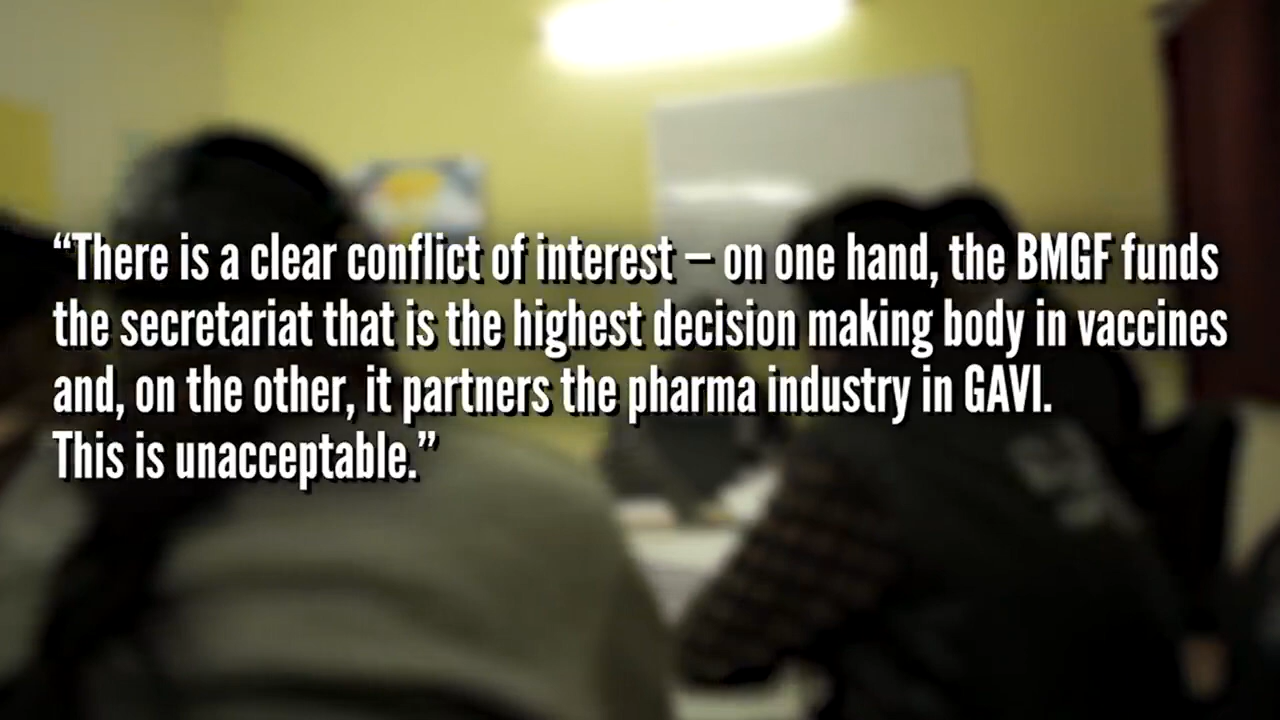 “There is a clear conflict of interest – on one hand, the BMGF funds
the secretariat that is the highest decision making body in vaccines
and, on the other, it partners the pharma industry in GAVI.
This is unacceptable.”